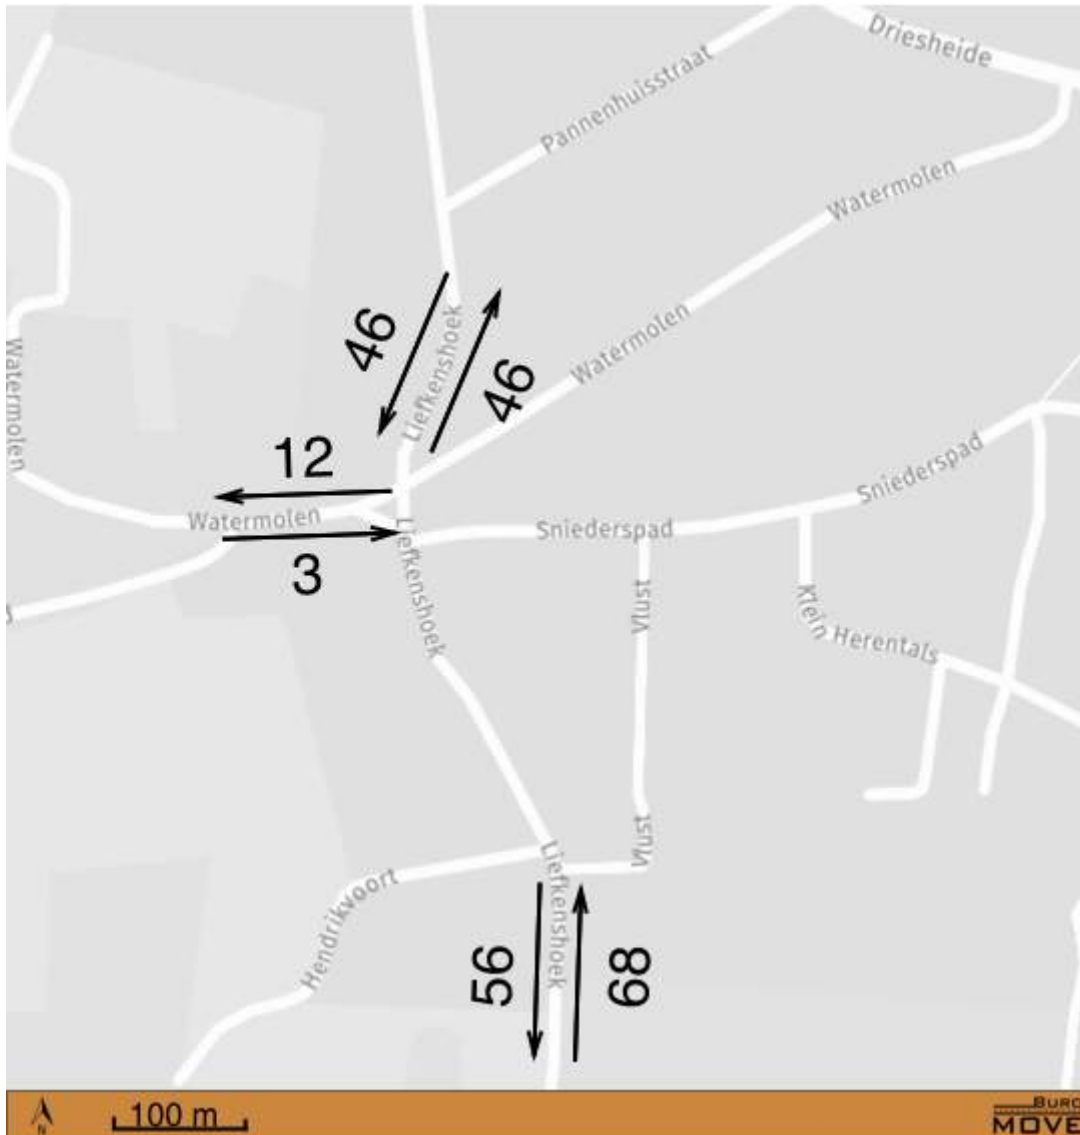 Driesheide
Pannenhuisstraat
Watermolen
46
Liefkenshoek
46
Watermolen
Watermolen
12
Sniederspad
Watermolen
Liefkenshoek
Sniederspad
3
Vlust
Klein
Herentals
Vlust
Liefkenshoek
Hendrikvoort
56
68
N
100 m
BURO
MOVE